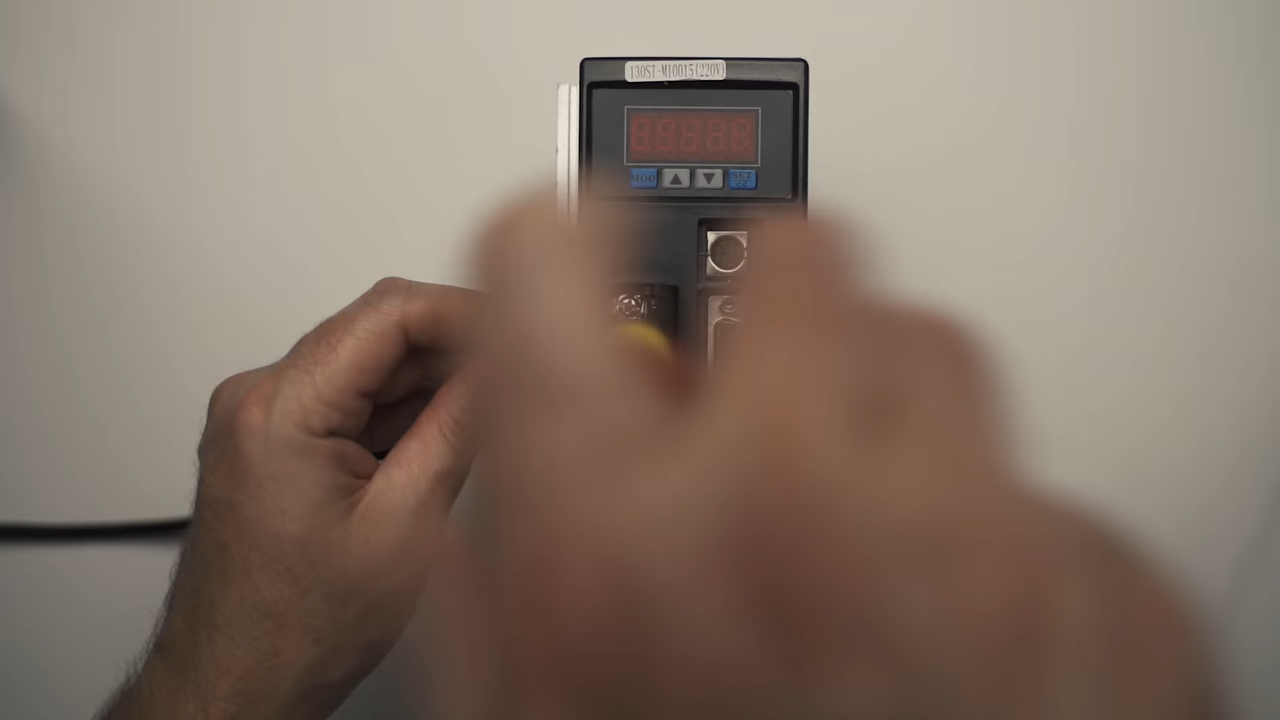 130ST-M10015(220V)
MOD ▲ ▼ SET
<<